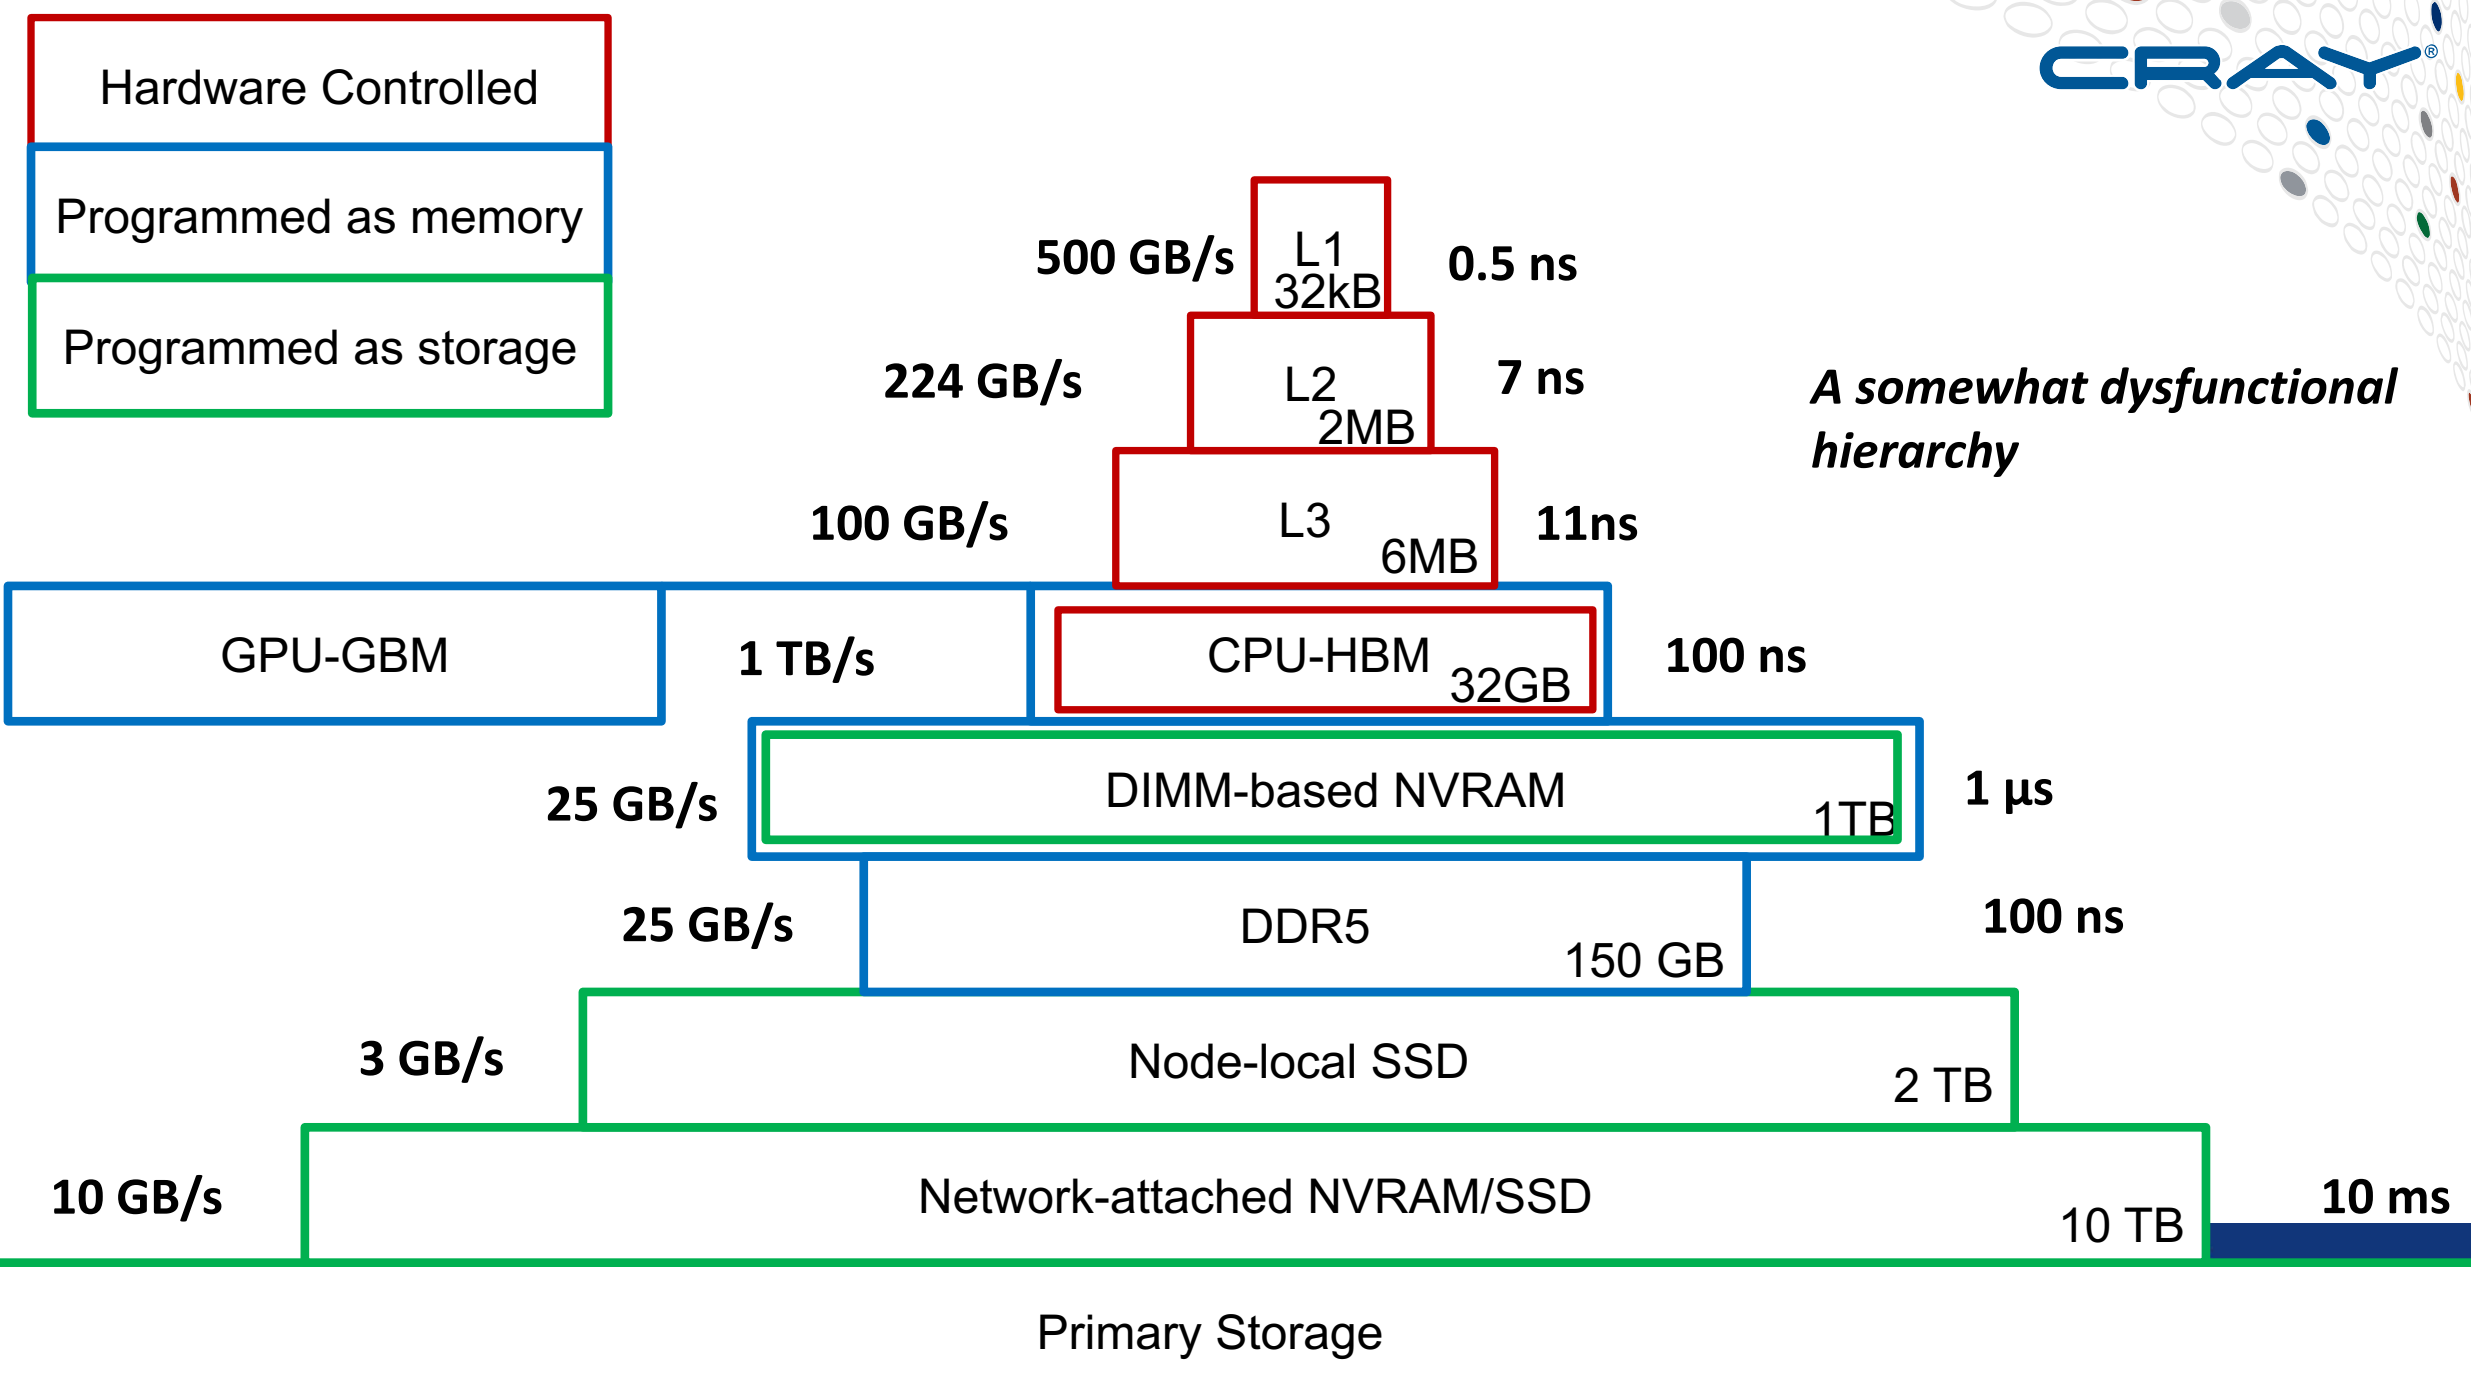 Hardware Controlled
CRAY®
Programmed as memory
Programmed as storage
500 GB/s L1 0.5 ns
32kB
224 GB/s L2 7 ns
2MB
A somewhat dysfunctional
hierarchy
100 GB/s L3 11ns
6MB
GPU-GBM 1 TB/s CPU-HBM 100 ns
32GB
25 GB/s DIMM-based NVRAM 1 µs
1TB
25 GB/s DDR5 100 ns
150 GB
3 GB/s Node-local SSD
2 TB
10 GB/s Network-attached NVRAM/SSD 10 ms
10 TB
Primary Storage